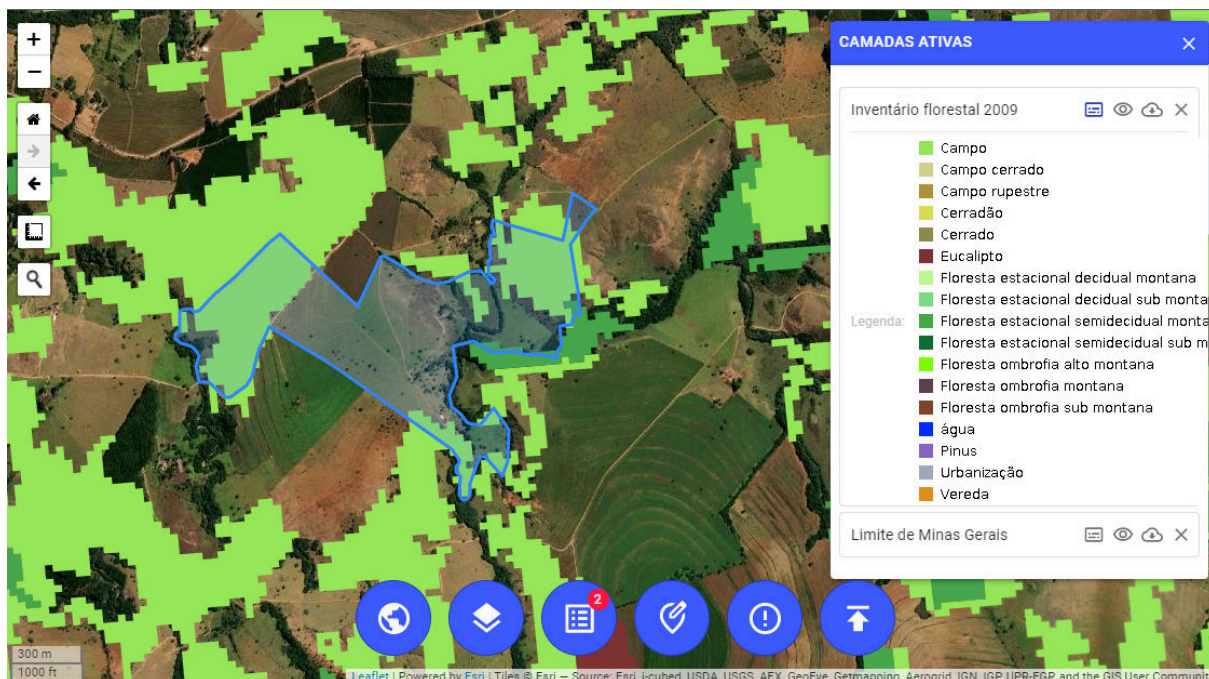 +
−
CAMADAS ATIVAS
Inventário florestal 2009
Legenda:
Campo
Campo cerrado
Campo rupestre
Cerradão
Cerrado
Eucalipto
Floresta estacional decidual montana
Floresta estacional decidual sub monta
Floresta estacional semidecidual monta
Floresta estacional semidecidual sub m
Floresta ombrofia alto montana
Floresta ombrofia montana
Floresta ombrofia sub montana
água
Pinus
Urbanização
Vereda
Limite de Minas Gerais
2
300 m
1000 ft
Leaflet | Powered by Esri | Tiles © Esri — Source: Esri, i-cubed, USDA, USGS, AEX, GeoEye, Getmapping, Aerogrid, IGN, IGP, UPR-EGP, and the GIS User Communit